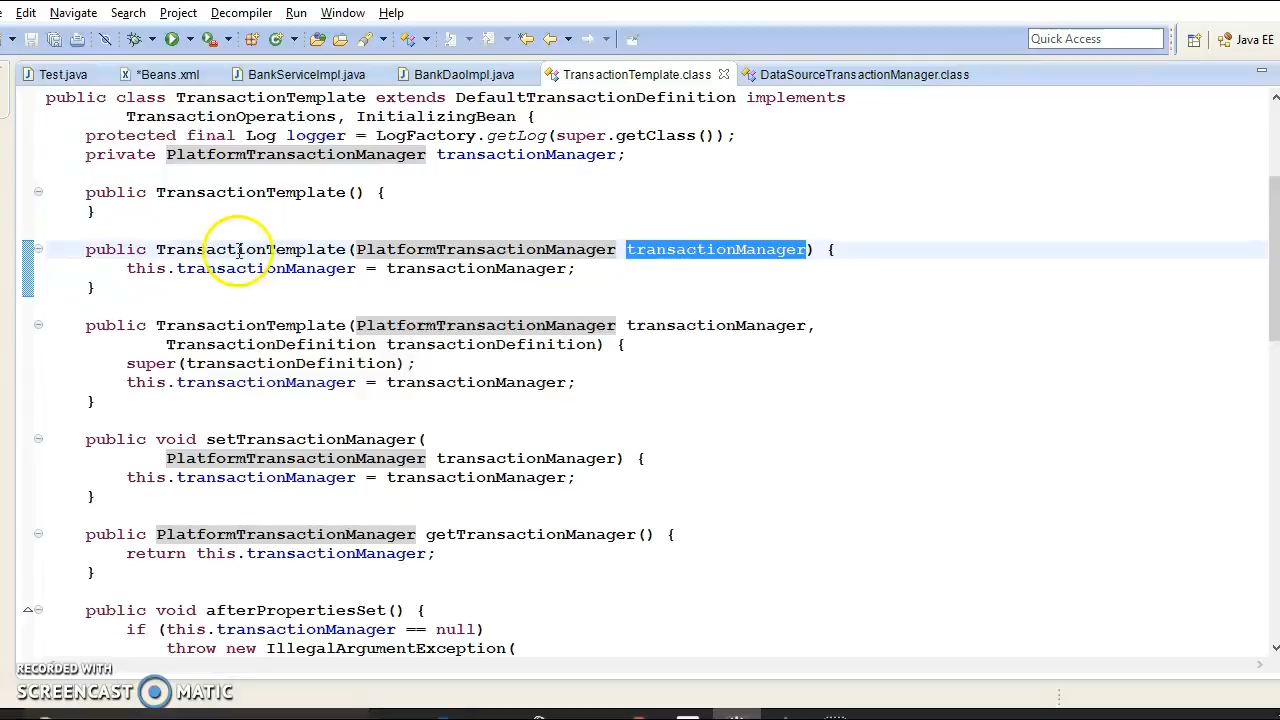 Edit Navigate Search Project Decompiler Run Window Help
Quick Access
Java EE
Test.java
*Beans.xml
BankServiceImpl.java
BankDaoImpl.java
TransactionTemplate.class
DataSourceTransactionManager.class
public class TransactionTemplate extends DefaultTransactionDefinition implements
TransactionOperations, InitializingBean {
protected final Log logger = LogFactory.getLog(super.getClass());
private PlatformTransactionManager transactionManager;
public TransactionTemplate() {
}
public TransactionTemplate(PlatformTransactionManager transactionManager) {
this.transactionManager = transactionManager;
}
public TransactionTemplate(PlatformTransactionManager transactionManager,
TransactionDefinition transactionDefinition) {
super(transactionDefinition);
this.transactionManager = transactionManager;
}
public void setTransactionManager(
PlatformTransactionManager transactionManager) {
this.transactionManager = transactionManager;
}
public PlatformTransactionManager getTransactionManager() {
return this.transactionManager;
}
public void afterPropertiesSet() {
if (this.transactionManager == null)
throw new IllegalArgumentException(
RECORDED WITH
SCREENCAST MATIC